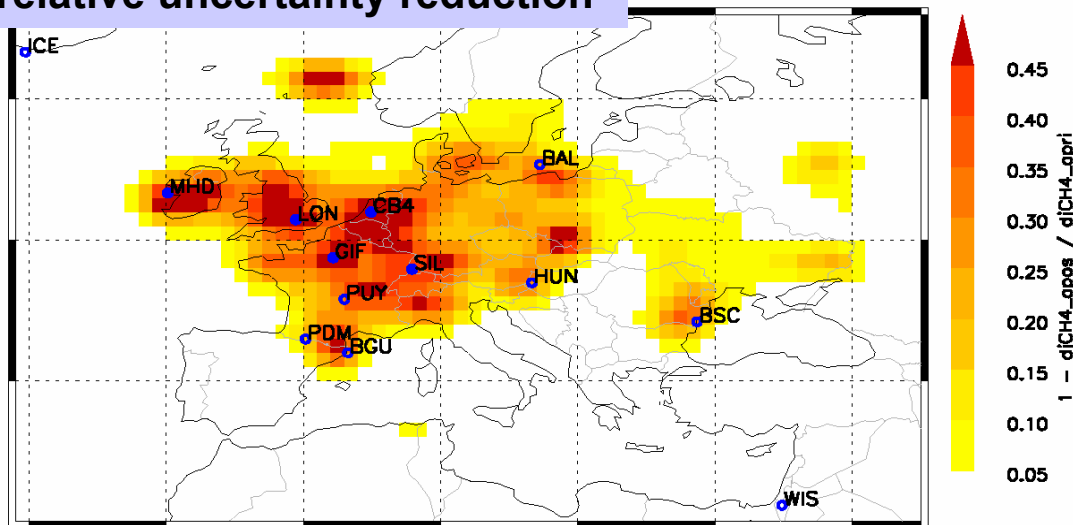 relative uncertainty reduction
ICE
BAL
MHD
LON
CB4
GIF
SIL
HUN
PUY
BSC
PDM
BGU
WIS
0.45
0.40
0.35
0.30
0.25
0.20
0.15
0.10
0.05
1 - diCH4_apos / diCH4_apri